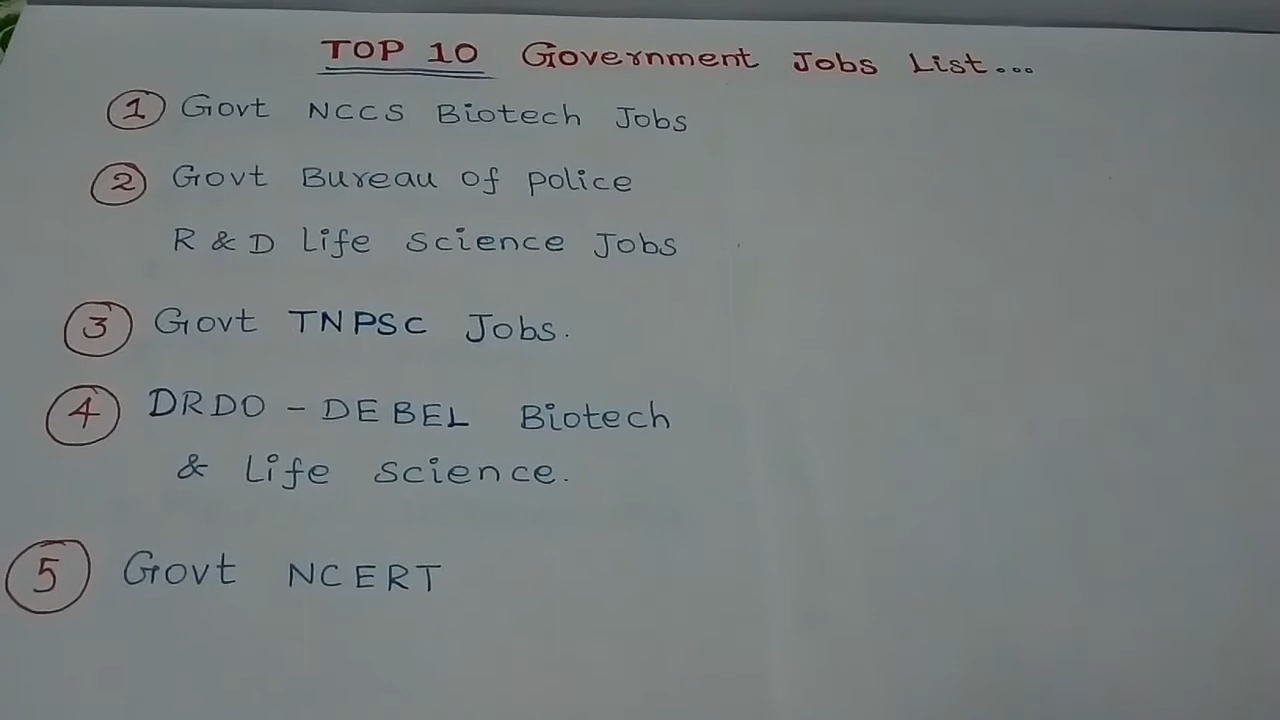 TOP 10 Government Jobs List...
1 Govt NCCS Biotech Jobs
2 Govt Bureau of police
R & D Life Science Jobs
3 Govt TNPSC Jobs.
4 DRDO - DEBEL Biotech
& Life Science.
5 Govt NCERT